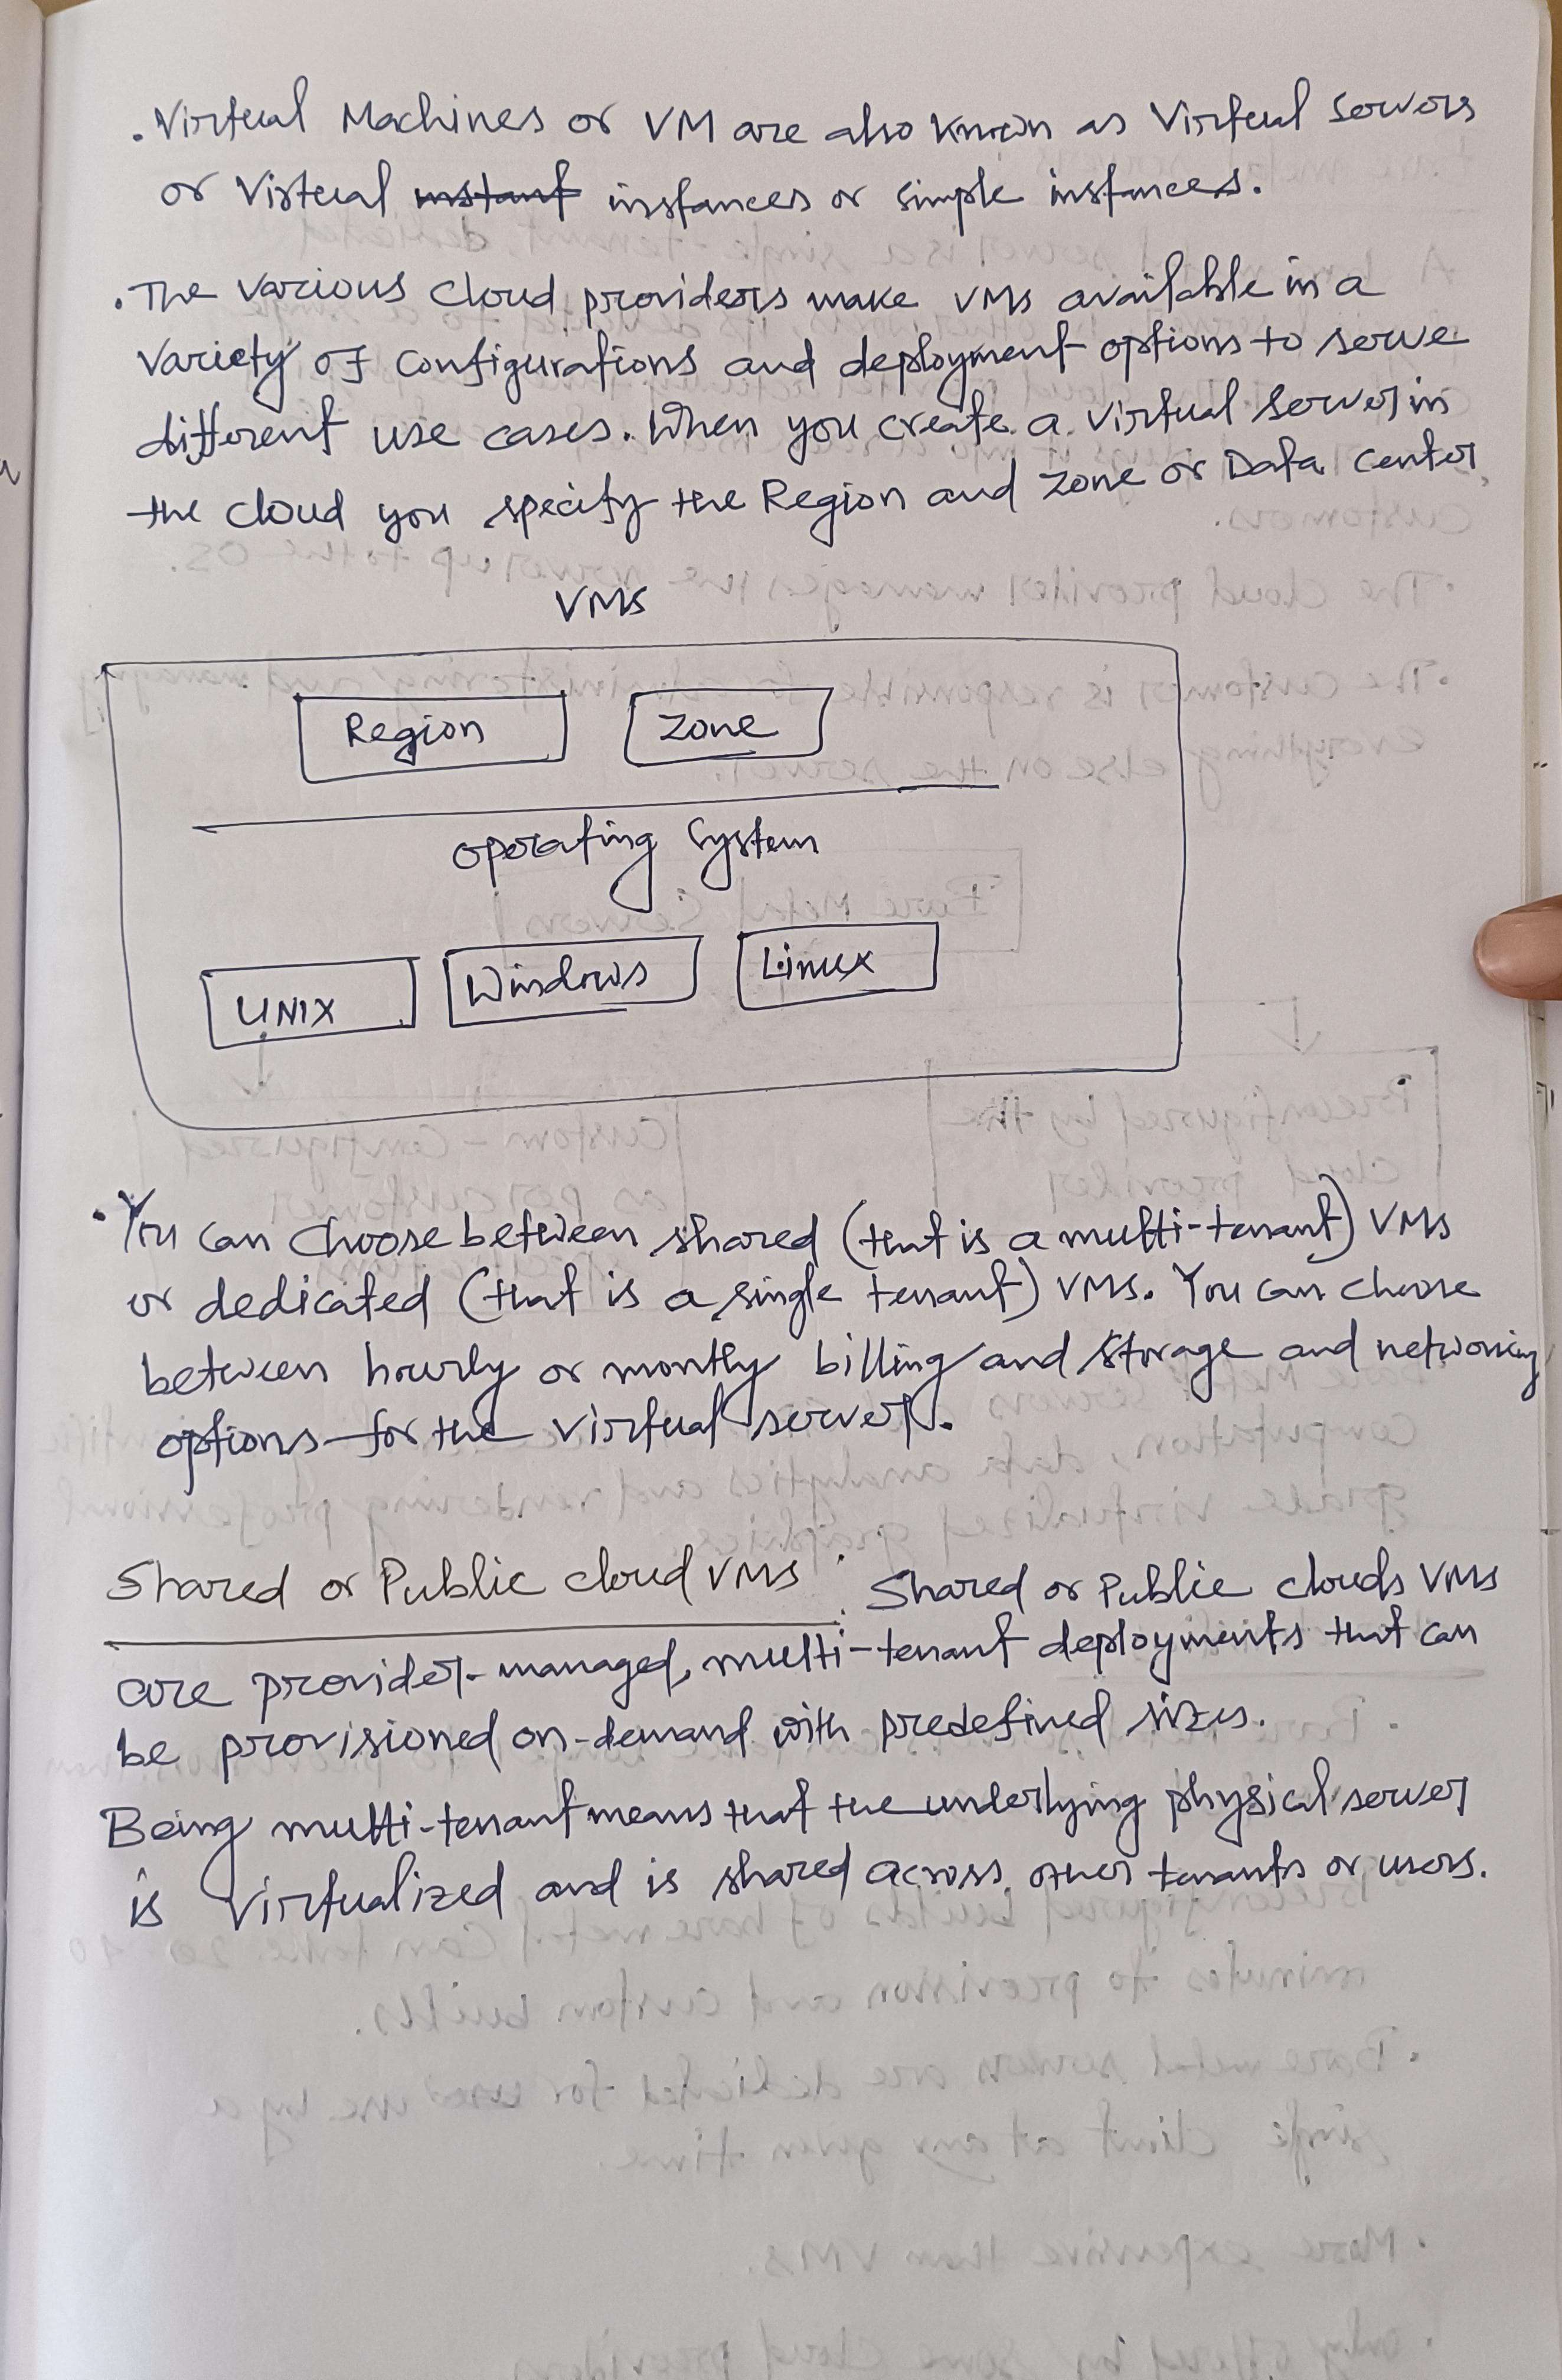 . Virtual Machines or VM are also known as Virtual Servers
or Virtual instances or simple instances.
. The various cloud providers make VMs available in a
Variety of Configurations and deployment options to serve
different use cases. When you create a virtual server in
the cloud you specify the Region and Zone or Data Center
VMs
Region Zone
Operating System
UNIX Windows Linux
. You can choose between shared (that is a multi-tenant) VMs
or dedicated (that is a single tenant) VMs. You can choose
between hourly or montly billing and storage and networking
options for the virtual server.
Shared or Public cloud VMs : Shared or Public clouds VMs
are provider-managed, multi-tenant deployments that can
be provisioned on-demand with predefined sizes.
Being multi-tenant means that the underlying physical server
is virtualized and is shared across other tenants or users.